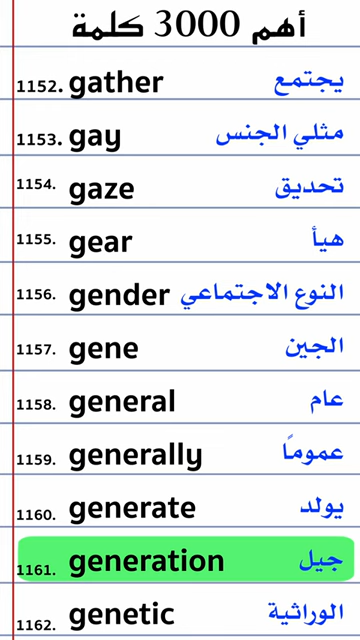 أهم 3000 كلمة
1152. gather يجتمع
1153. gay مثلي الجنس
1154. gaze تحديق
1155. gear هيأ
1156. gender النوع الاجتماعي
1157. gene الجين
1158. general عام
1159. generally عمومًا
1160. generate يولد
1161. generation جيل
1162. genetic الوراثية